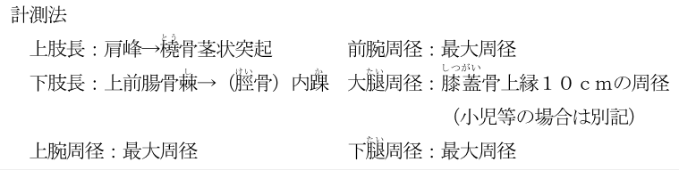 計測法
上肢長：肩峰→橈骨茎状突起　前腕周径：最大周径
下肢長：上前腸骨棘→（脛骨）内踝　大腿周径：膝蓋骨上縁１０ｃｍの周径
（小児等の場合は別記）
上腕周径：最大周径　下腿周径：最大周径